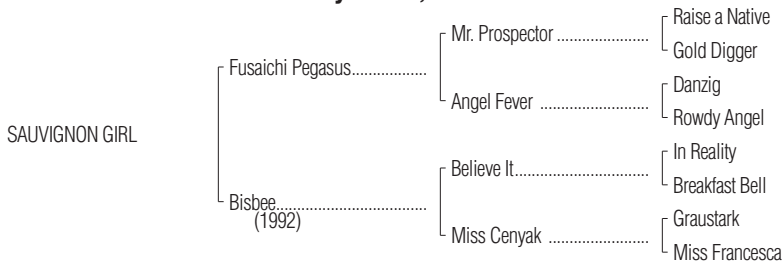 Raise a Native
Mr. Prospector ..................
Gold Digger
Fusaichi Pegasus..................
Danzig
Angel Fever .....................
Rowdy Angel
SAUVIGNON GIRL
In Reality
Believe It.........................
Breakfast Bell
Bisbee....................................
(1992)
Graustark
Miss Cenyak ...................
Miss Francesca